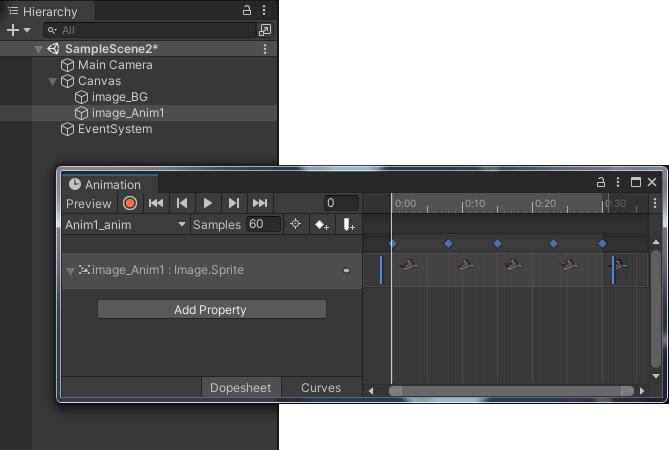 Hierarchy
All
SampleScene2*
Main Camera
Canvas
image_BG
image_Anim1
EventSystem
Animation
Preview
0
0:00
0:10
0:20
0:30
Anim1_anim
Samples
60
image_Anim1 : Image.Sprite
Add Property
Dopesheet
Curves